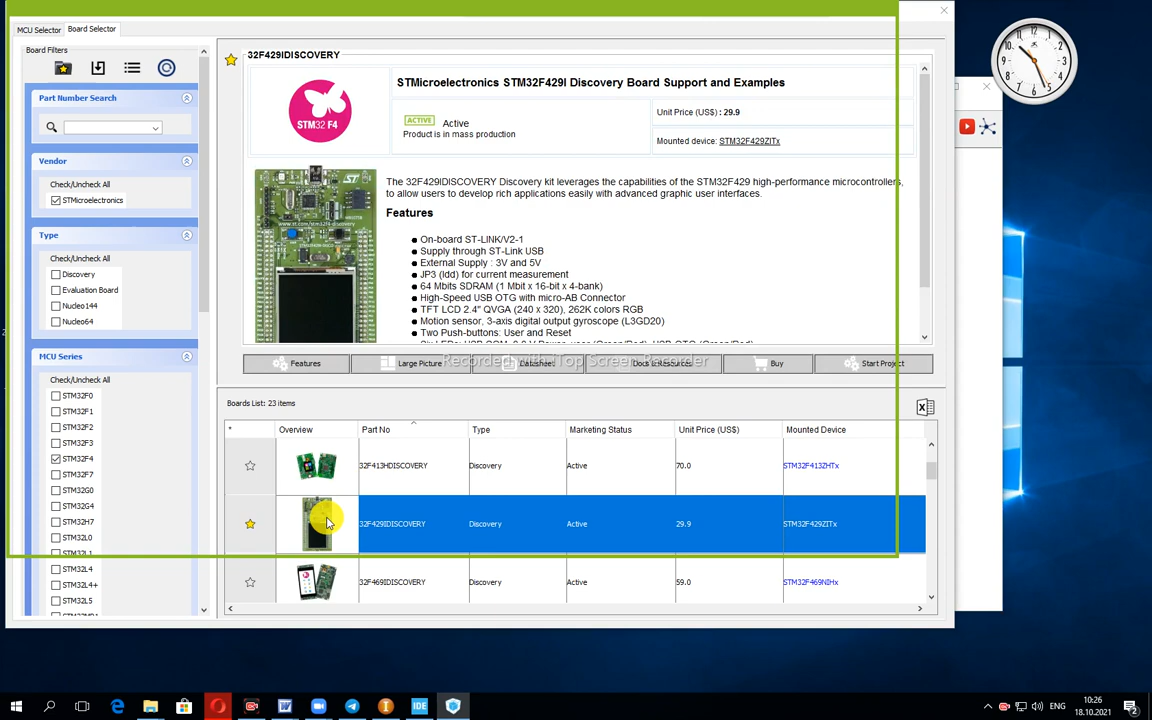 MCU Selector Board Selector
Board Filters
Part Number Search
Vendor
Check/Uncheck All
STMicroelectronics
Type
Check/Uncheck All
Discovery
Evaluation Board
Nucleo144
Nucleo64
MCU Series
Check/Uncheck All
STM32F0
STM32F1
STM32F2
STM32F3
STM32F4
STM32F7
STM32G0
STM32G4
STM32H7
STM32L0
STM32L1
STM32L4
STM32L4+
STM32L5
32F429IDISCOVERY
STM32 F4
STMicroelectronics STM32F429I Discovery Board Support and Examples
ACTIVE Active
Product is in mass production
Unit Price (US$) : 29.9
Mounted device: STM32F429ZITx
The 32F429IDISCOVERY Discovery kit leverages the capabilities of the STM32F429 high-performance microcontrollers,
to allow users to develop rich applications easily with advanced graphic user interfaces.
Features
On-board ST-LINK/V2-1
Supply through ST-Link USB
External Supply : 3V and 5V
JP3 (Idd) for current measurement
64 Mbits SDRAM (1 Mbit x 16-bit x 4-bank)
High-Speed USB OTG with micro-AB Connector
TFT LCD 2.4" QVGA (240 x 320), 262K colors RGB
Motion sensor, 3-axis digital output gyroscope (L3GD20)
Two Push-buttons: User and Reset
Features Large Picture Datasheet Docs & Resources Buy Start Project
Recorded with iTop Screen Recorder
Boards List: 23 items
* Overview Part No Type Marketing Status Unit Price (US$) Mounted Device
32F413HDISCOVERY Discovery Active 70.0 STM32F413ZHTx
32F429IDISCOVERY Discovery Active 29.9 STM32F429ZITx
32F469IDISCOVERY Discovery Active 59.0 STM32F469NIHx
IDE
ENG
10:26
18.10.2021
2